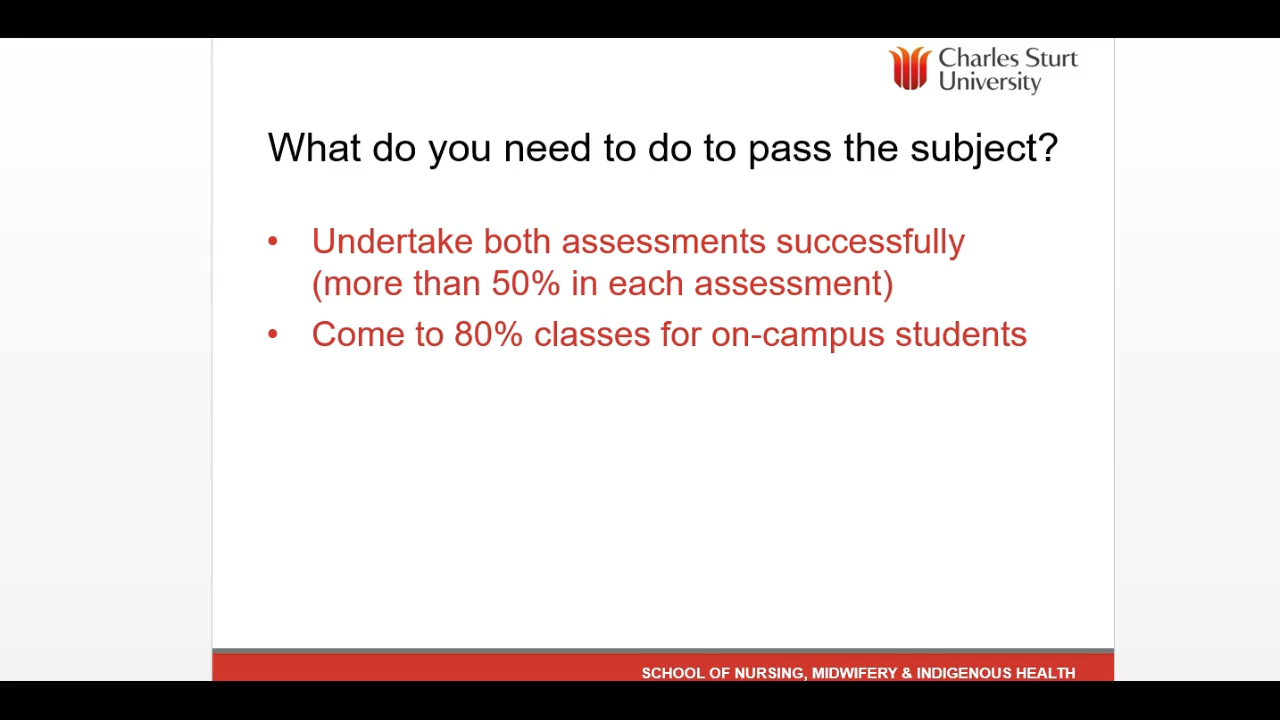 Charles Sturt
University
What do you need to do to pass the subject?
• Undertake both assessments successfully
(more than 50% in each assessment)
• Come to 80% classes for on-campus students
SCHOOL OF NURSING, MIDWIFERY & INDIGENOUS HEALTH